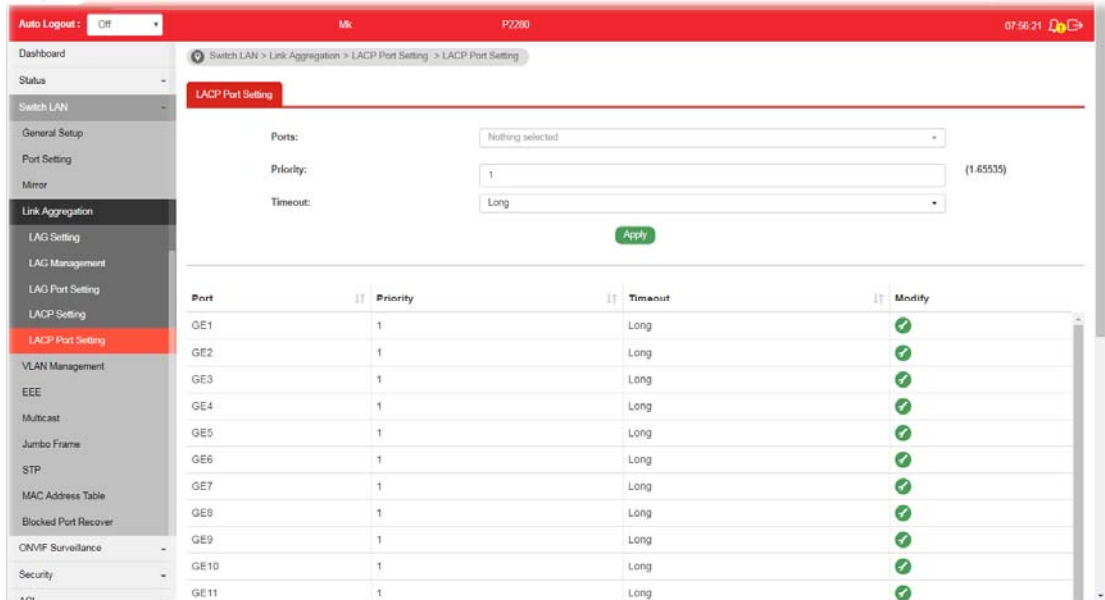 Auto Logout : Off Mk P2280 07:56:21 1
Dashboard
Switch LAN > Link Aggregation > LACP Port Setting > LACP Port Setting
Status
LACP Port Setting
Switch LAN
General Setup
Port Setting
Mirror
Link Aggregation
LAG Setting
LAG Management
LAG Port Setting
LACP Setting
LACP Port Setting
VLAN Management
EEE
Multicast
Jumbo Frame
STP
MAC Address Table
Blocked Port Recover
ONVIF Surveillance
Security
ACL
Ports: Nothing selected
Priority: 1 (1-65535)
Timeout: Long
Apply
Port Priority Timeout Modify
GE1 1 Long
GE2 1 Long
GE3 1 Long
GE4 1 Long
GE5 1 Long
GE6 1 Long
GE7 1 Long
GE8 1 Long
GE9 1 Long
GE10 1 Long
GE11 1 Long